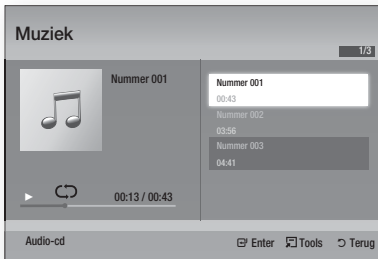 Muziek
1/3
Nummer 001
00:13 / 00:43
Nummer 001
00:43
Nummer 002
03:56
Nummer 003
04:41
Audio-cd
Enter Tools Terug